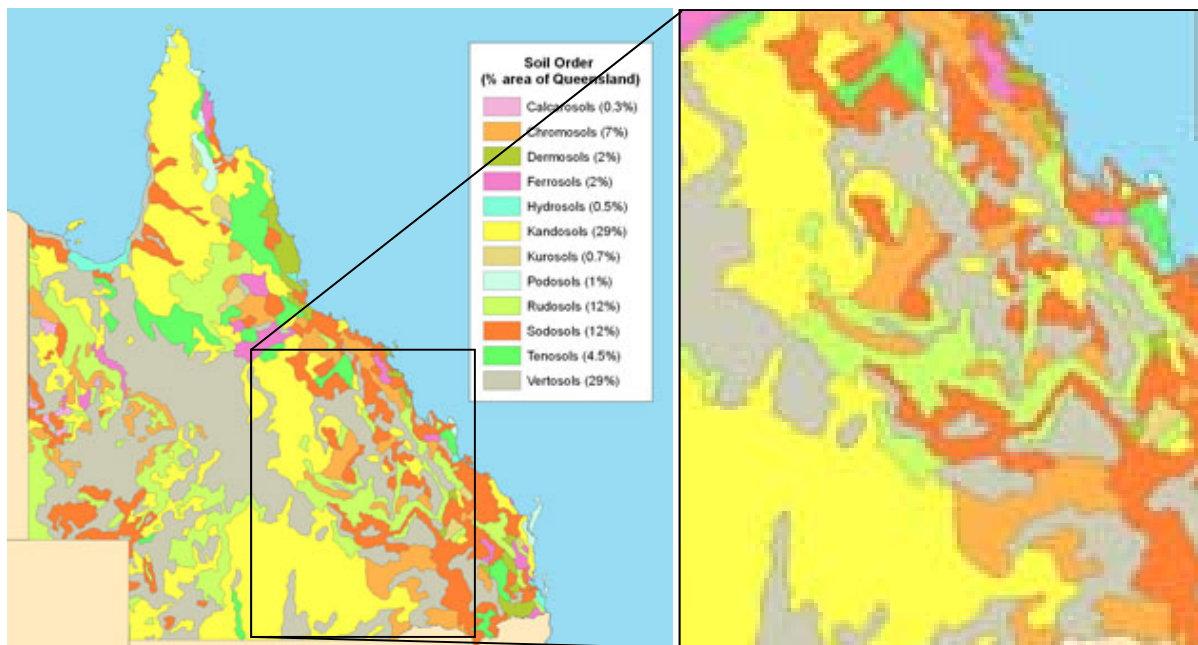 Soil Order
(% area of Queensland)
Calcarosols (0.3%)
Chromosols (7%)
Dermosols (2%)
Ferrosols (2%)
Hydrosols (0.5%)
Kandosols (29%)
Kurosols (0.7%)
Podosols (1%)
Rudosols (12%)
Sodosols (12%)
Tenosols (4.5%)
Vertosols (29%)